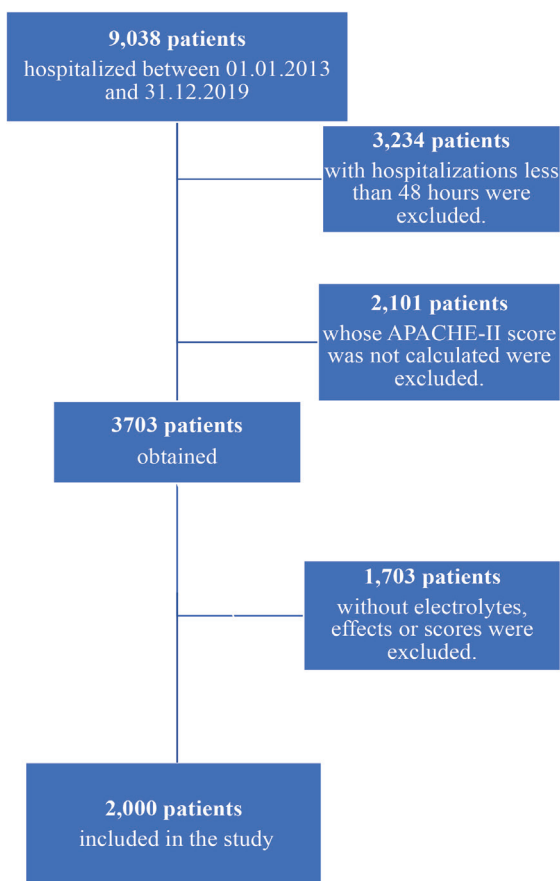 9,038 patients
hospitalized between 01.01.2013
and 31.12.2019
3,234 patients
with hospitalizations less
than 48 hours were
excluded.
2,101 patients
whose APACHE-II score
was not calculated were
excluded.
3703 patients
obtained
1,703 patients
without electrolytes,
effects or scores were
excluded.
2,000 patients
included in the study